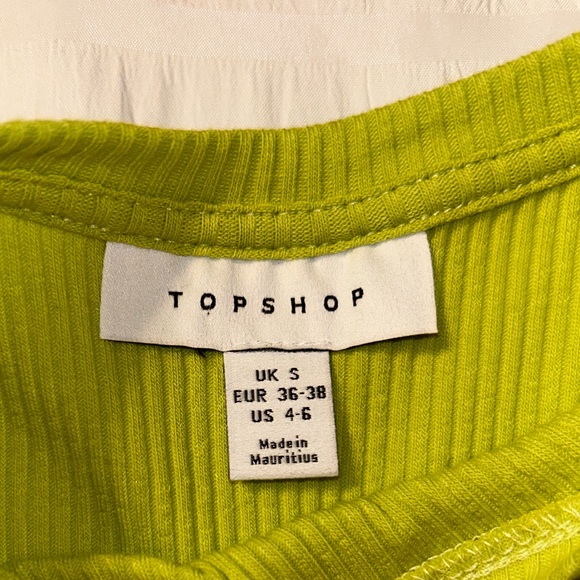 TOPSHOP
UK S
EUR 36-38
US 4-6
Made in
Mauritius